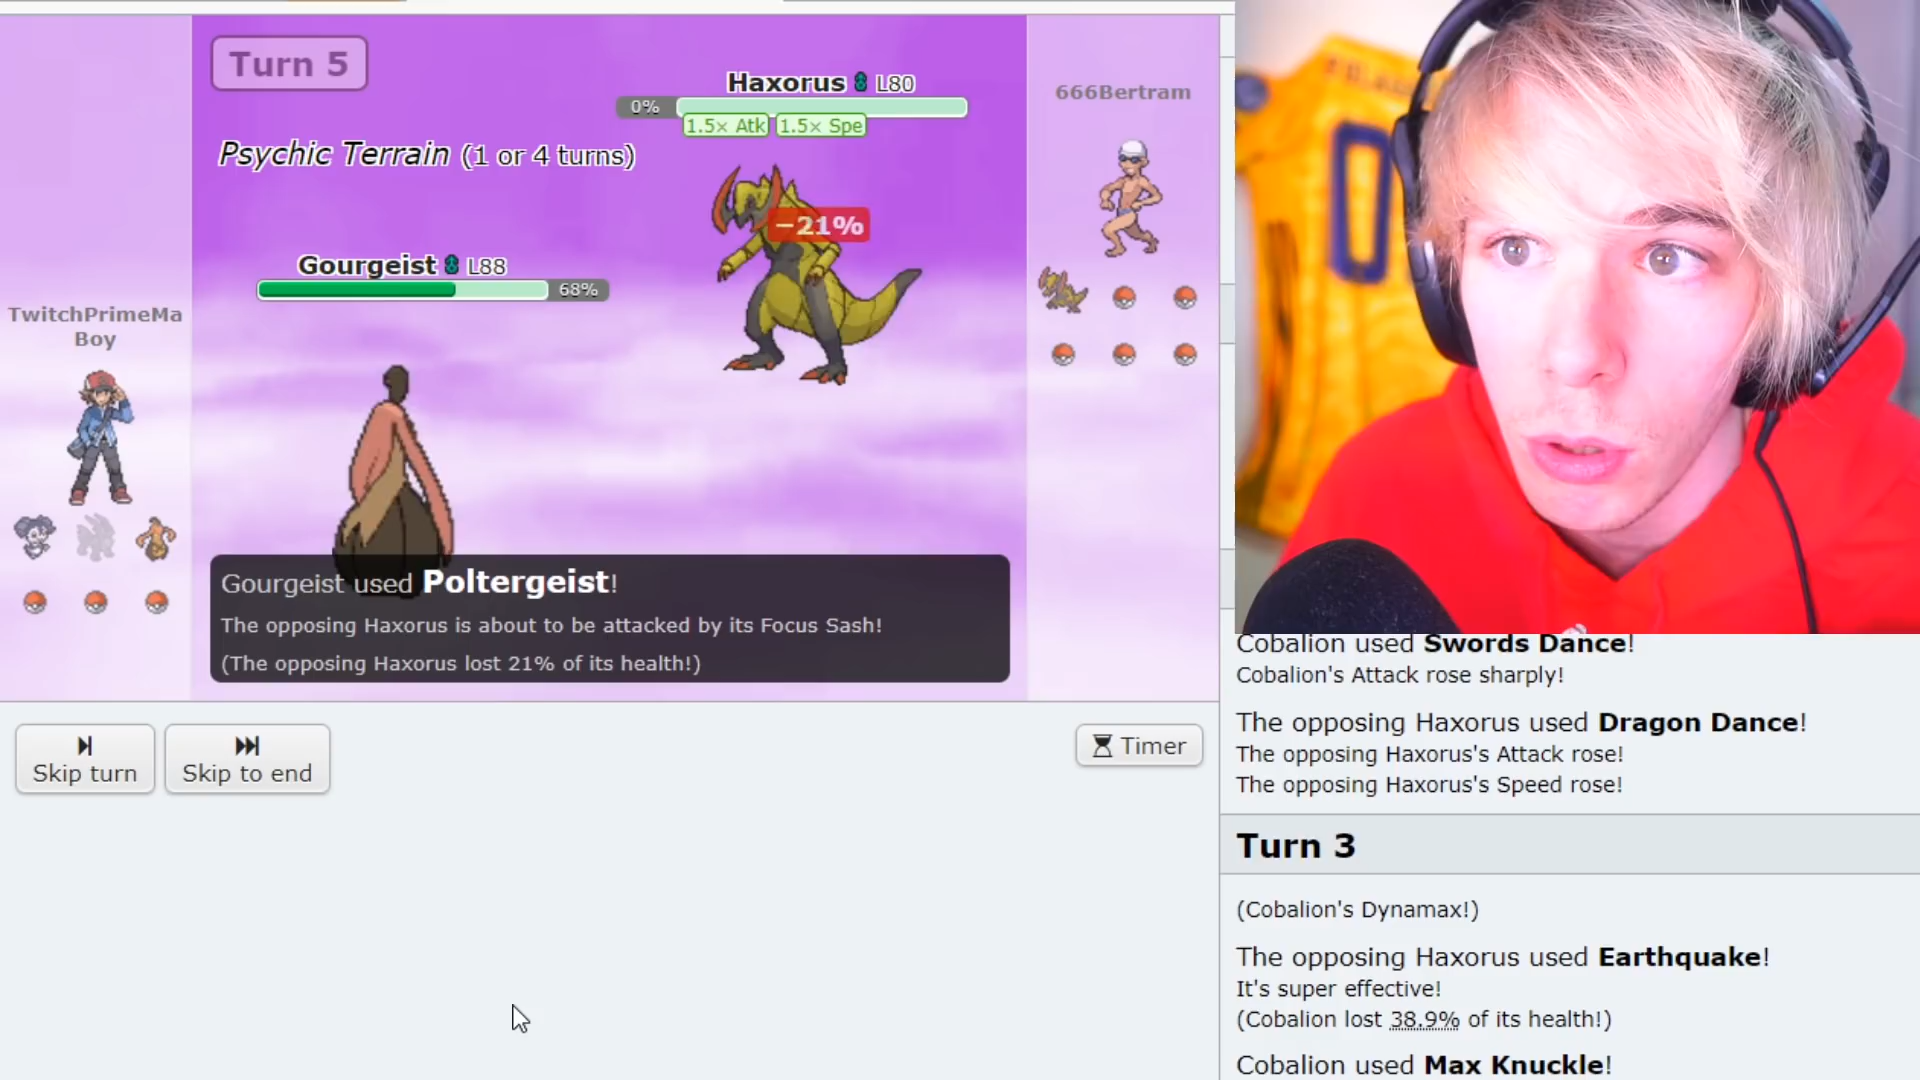 Turn 5
Haxorus L80
0%
1.5× Atk 1.5× Spe
Psychic Terrain (1 or 4 turns)
-21%
Gourgeist L88
68%
TwitchPrimeMa
Boy
666Bertram
Gourgeist used Poltergeist!
The opposing Haxorus is about to be attacked by its Focus Sash!
(The opposing Haxorus lost 21% of its health!)
Skip turn
Skip to end
Timer
Cobalion used Swords Dance!
Cobalion's Attack rose sharply!
The opposing Haxorus used Dragon Dance!
The opposing Haxorus's Attack rose!
The opposing Haxorus's Speed rose!
Turn 3
(Cobalion's Dynamax!)
The opposing Haxorus used Earthquake!
It's super effective!
(Cobalion lost 38.9% of its health!)
Cobalion used Max Knuckle!